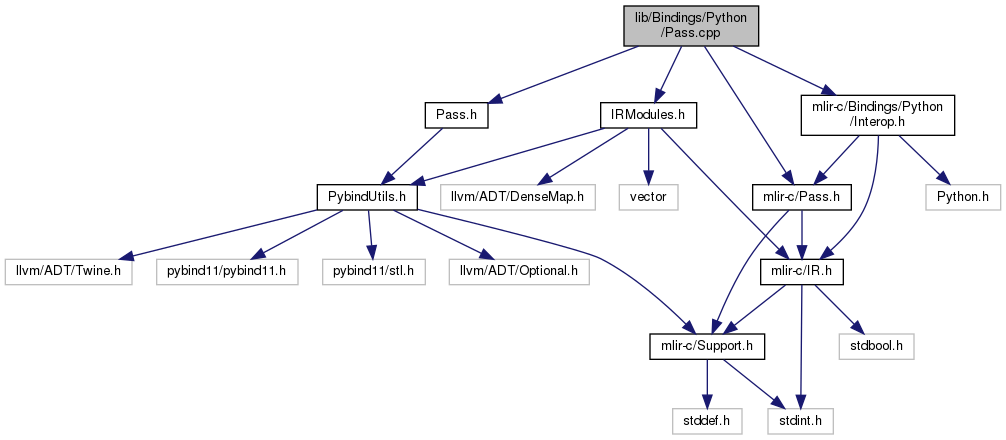 lib/Bindings/Python
/Pass.cpp
Pass.h
IRModules.h
mlir-c/Bindings/Python
/Interop.h
PybindUtils.h
llvm/ADT/DenseMap.h
vector
mlir-c/Pass.h
Python.h
llvm/ADT/Twine.h
pybind11/pybind11.h
pybind11/stl.h
llvm/ADT/Optional.h
mlir-c/IR.h
mlir-c/Support.h
stdbool.h
stddef.h
stdint.h